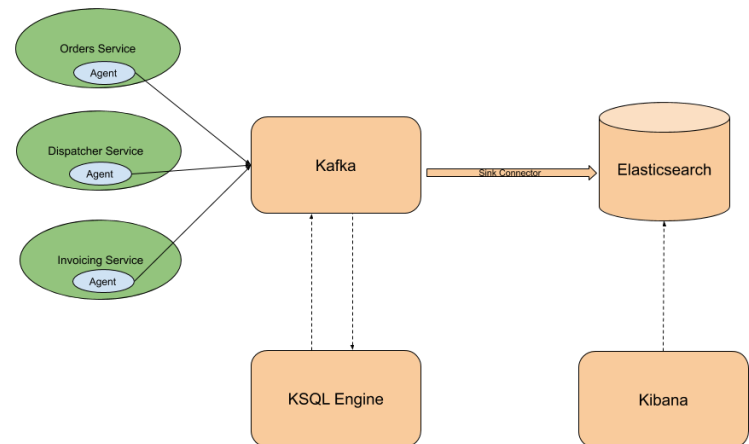 Orders Service
Agent
Dispatcher Service
Agent
Invoicing Service
Agent
Kafka
Sink Connector
Elasticsearch
KSQL Engine
Kibana